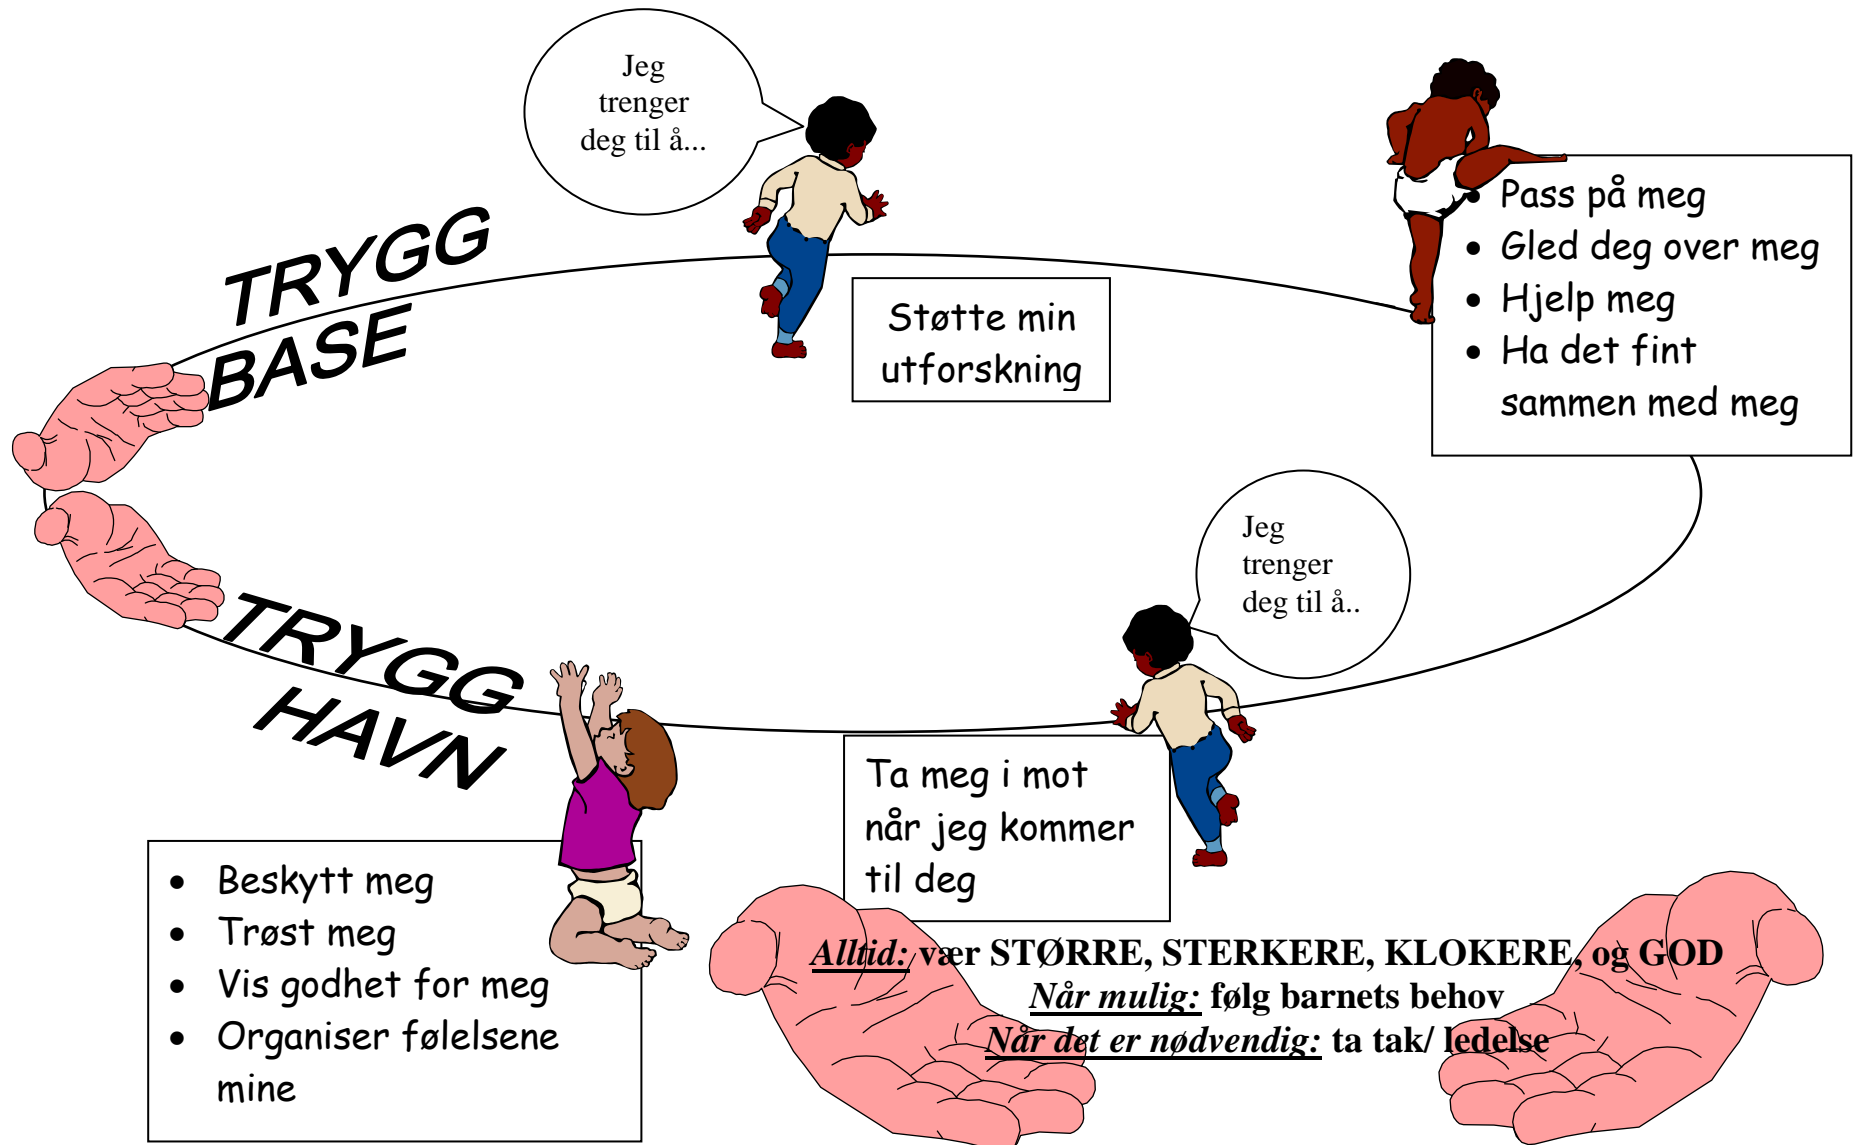 Jeg
trenger
deg til å...
TRYGG
BASE
Støtte min
utforskning
• Pass på meg
• Gled deg over meg
• Hjelp meg
• Ha det fint
sammen med meg
Jeg
trenger
deg til å..
TRYGG
HAVN
Ta meg i mot
når jeg kommer
til deg
• Beskytt meg
• Trøst meg
• Vis godhet for meg
• Organiser følelsene
mine
Alltid: vær STØRRE, STERKERE, KLOKERE, og GOD
Når mulig: følg barnets behov
Når det er nødvendig: ta tak/ ledelse